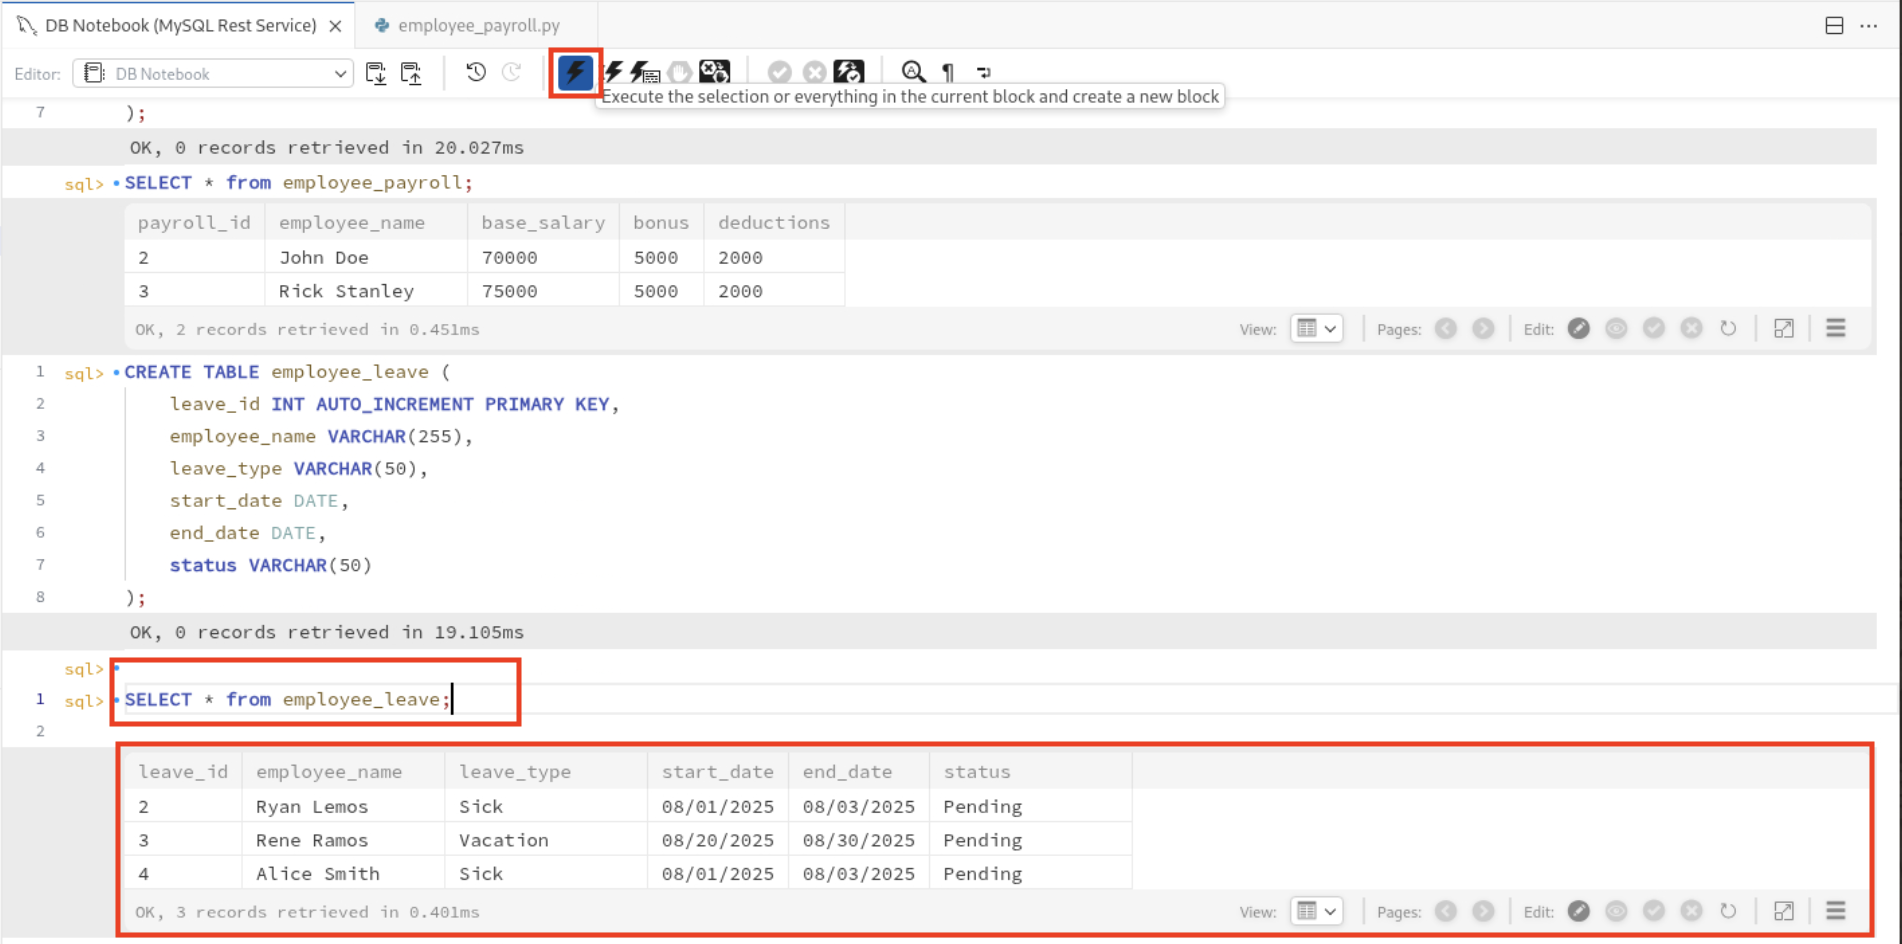 DB Notebook (MySQL Rest Service) employee_payroll.py
Editor: DB Notebook
Execute the selection or everything in the current block and create a new block
7 );
OK, 0 records retrieved in 20.027ms
sql> SELECT * from employee_payroll;
payroll_id employee_name base_salary bonus deductions
2 John Doe 70000 5000 2000
3 Rick Stanley 75000 5000 2000
OK, 2 records retrieved in 0.451ms View: Pages: Edit:
1 sql> CREATE TABLE employee_leave (
2 leave_id INT AUTO_INCREMENT PRIMARY KEY,
3 employee_name VARCHAR(255),
4 leave_type VARCHAR(50),
5 start_date DATE,
6 end_date DATE,
7 status VARCHAR(50)
8 );
OK, 0 records retrieved in 19.105ms
sql>
1 sql> SELECT * from employee_leave;
2
leave_id employee_name leave_type start_date end_date status
2 Ryan Lemos Sick 08/01/2025 08/03/2025 Pending
3 Rene Ramos Vacation 08/20/2025 08/30/2025 Pending
4 Alice Smith Sick 08/01/2025 08/03/2025 Pending
OK, 3 records retrieved in 0.401ms View: Pages: Edit: